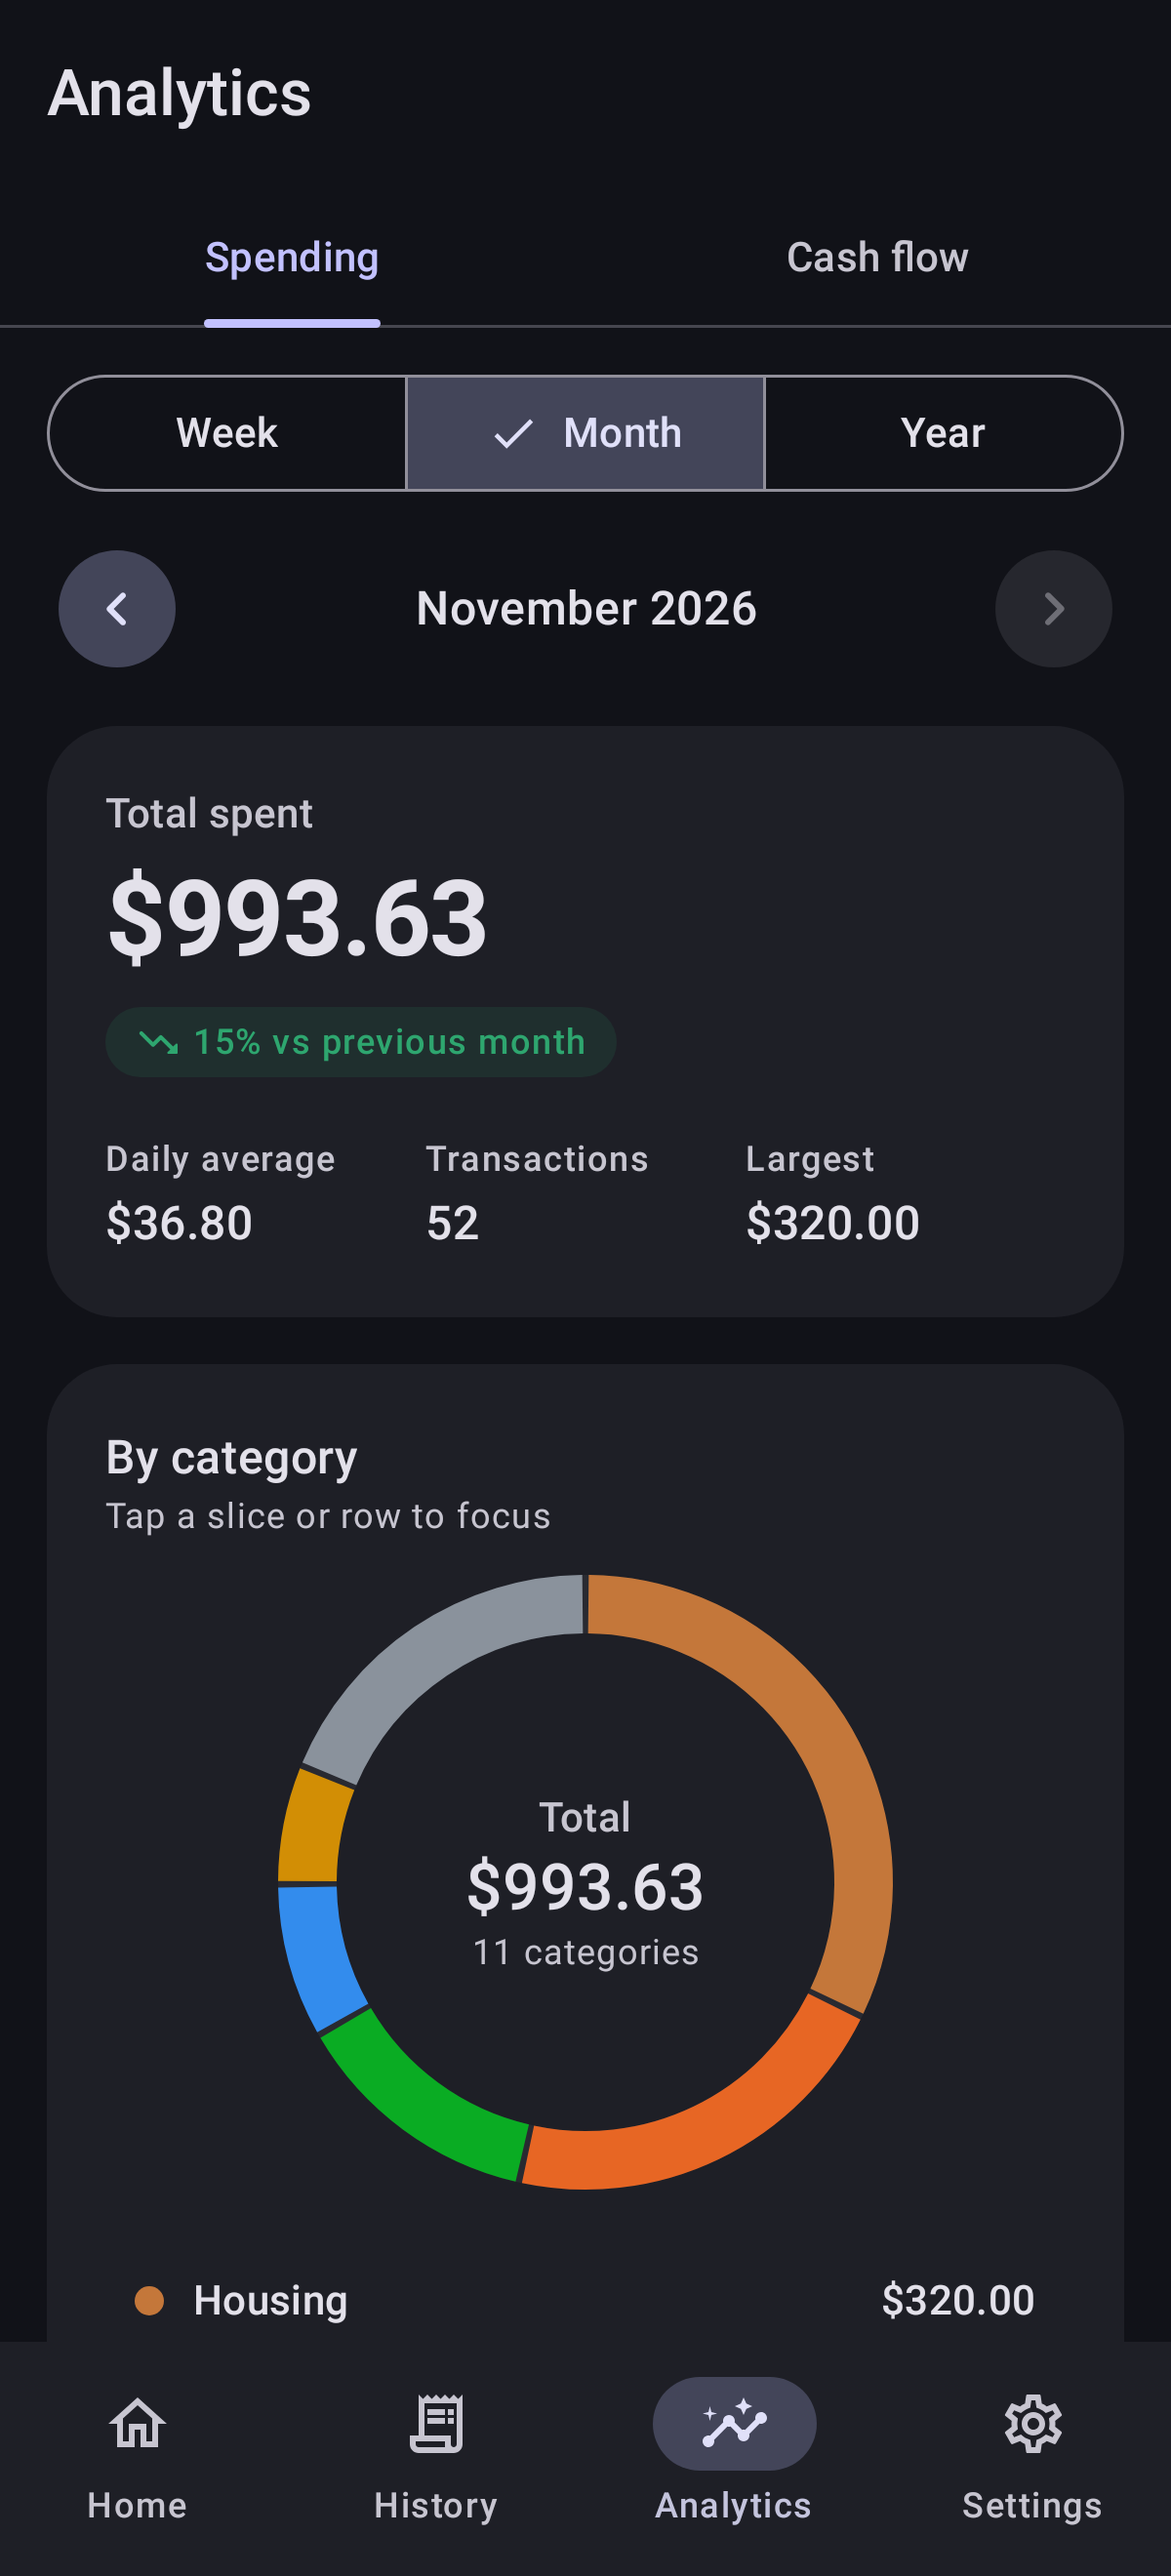 Analytics
Spending
Cash flow
Week
Month
Year
November 2026
Total spent
$993.63
15% vs previous month
Daily average
Transactions
Largest
$36.80
52
$320.00
By category
Tap a slice or row to focus
Total
$993.63
11 categories
Housing
$320.00
Home
History
Analytics
Settings